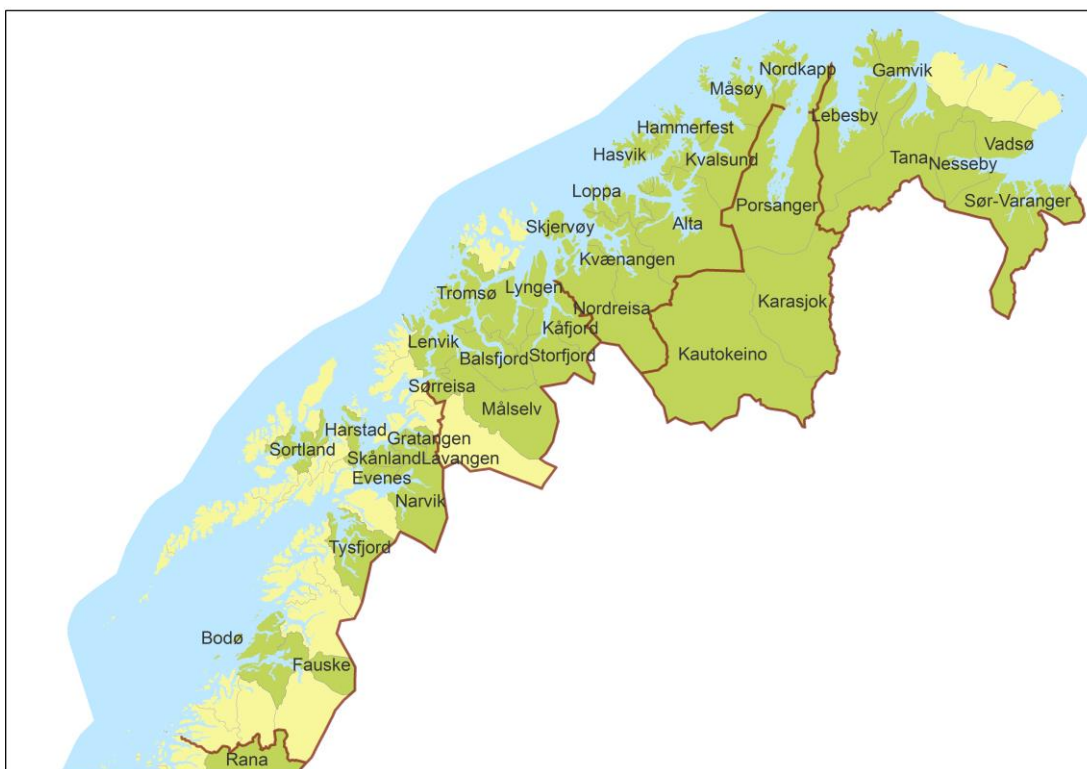 Nordkapp
Gamvik
Måsøy
Lebesby
Hammerfest
Vadsø
Hasvik
Kvalsund
Tana
Nesseby
Loppa
Sør-Varanger
Porsanger
Skjervøy
Alta
Kvænangen
Lyngen
Tromsø
Nordreisa
Karasjok
Kåfjord
Lenvik
Balsfjord
Storfjord
Kautokeino
Sørreisa
Målselv
Harstad
Gratangen
Sortland
Skånland
Lavangen
Evenes
Narvik
Tysfjord
Bodø
Fauske
Rana